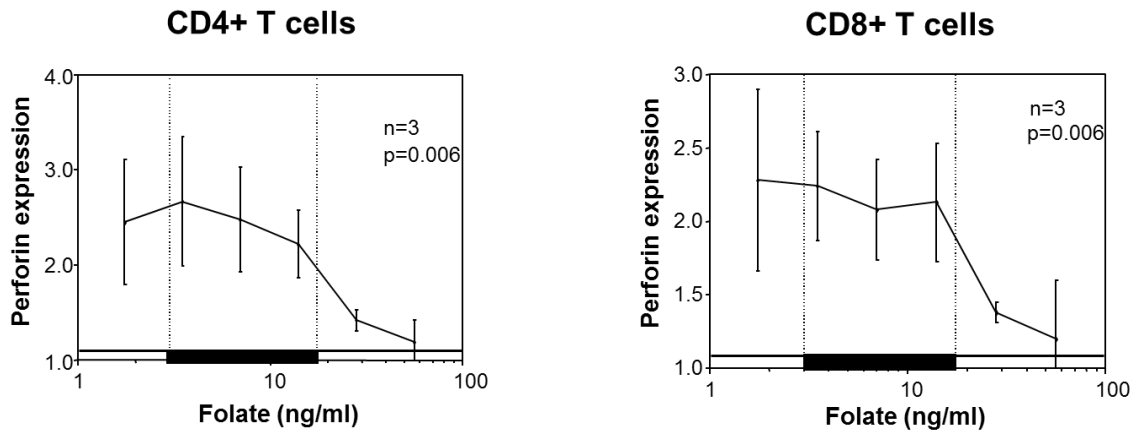 CD4+ T cells
4.0
3.0
2.0
1.0
Perforin expression
n=3
p=0.006
1
10
100
Folate (ng/ml)
CD8+ T cells
3.0
2.5
2.0
1.5
1.0
Perforin expression
n=3
p=0.006
1
10
100
Folate (ng/ml)